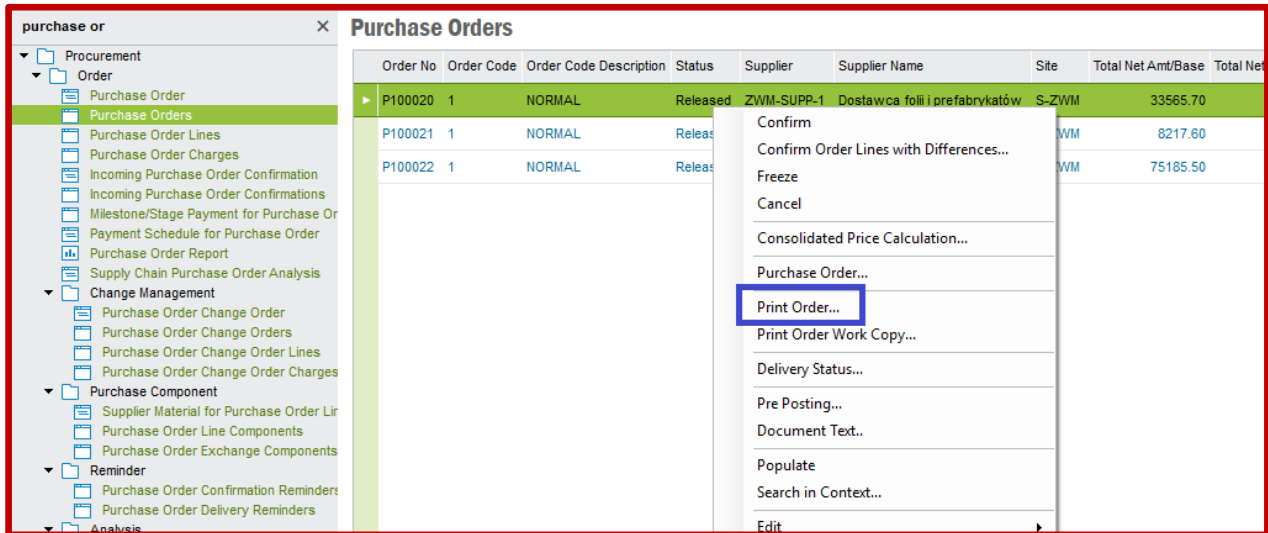 purchase or
Procurement
Order
Purchase Order
Purchase Orders
Purchase Order Lines
Purchase Order Charges
Incoming Purchase Order Confirmation
Incoming Purchase Order Confirmations
Milestone/Stage Payment for Purchase Or
Payment Schedule for Purchase Order
Purchase Order Report
Supply Chain Purchase Order Analysis
Change Management
Purchase Order Change Order
Purchase Order Change Orders
Purchase Order Change Order Lines
Purchase Order Change Order Charges
Purchase Component
Supplier Material for Purchase Order Lin
Purchase Order Line Components
Purchase Order Exchange Components
Reminder
Purchase Order Confirmation Reminders
Purchase Order Delivery Reminders
Analysis
Purchase Orders
Order No Order Code Order Code Description Status Supplier Supplier Name Site Total Net Amt/Base Total Net
P100020 1 NORMAL Released ZWM-SUPP-1 Dostawca folii i prefabrykatów S-ZWM 33565.70
P100021 1 NORMAL Releas ZWM 8217.60
P100022 1 NORMAL Releas ZWM 75185.50
Confirm
Confirm Order Lines with Differences...
Freeze
Cancel
Consolidated Price Calculation...
Purchase Order...
Print Order...
Print Order Work Copy...
Delivery Status...
Pre Posting...
Document Text..
Populate
Search in Context...
Edit